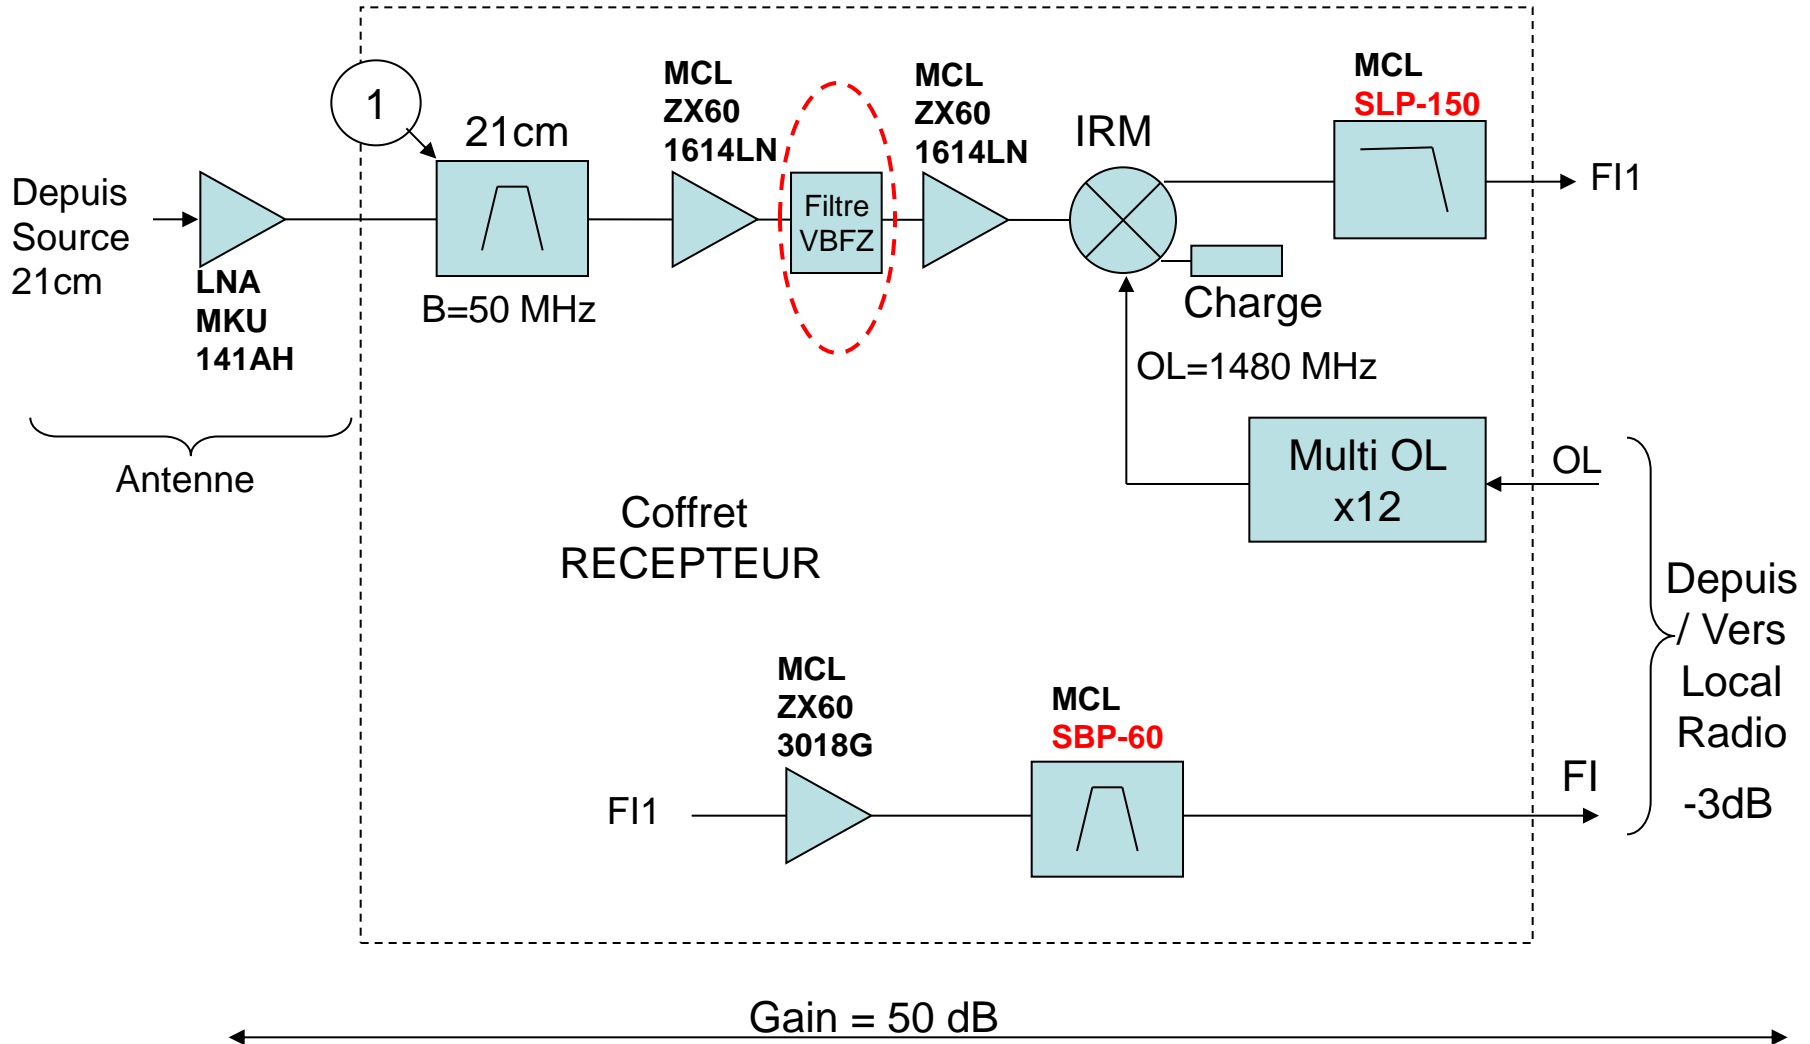 MCL
ZX60
1614LN
MCL
ZX60
1614LN
MCL
SLP-150
1
21cm
IRM
Depuis
Source
21cm
Filtre
VBFZ
FI1
LNA
MKU
141AH
B=50 MHz
Charge
OL=1480 MHz
Antenne
Multi OL
x12
OL
Coffret
RECEPTEUR
Depuis
/ Vers
Local
Radio
-3dB
MCL
ZX60
3018G
MCL
SBP-60
FI1
FI
Gain = 50 dB